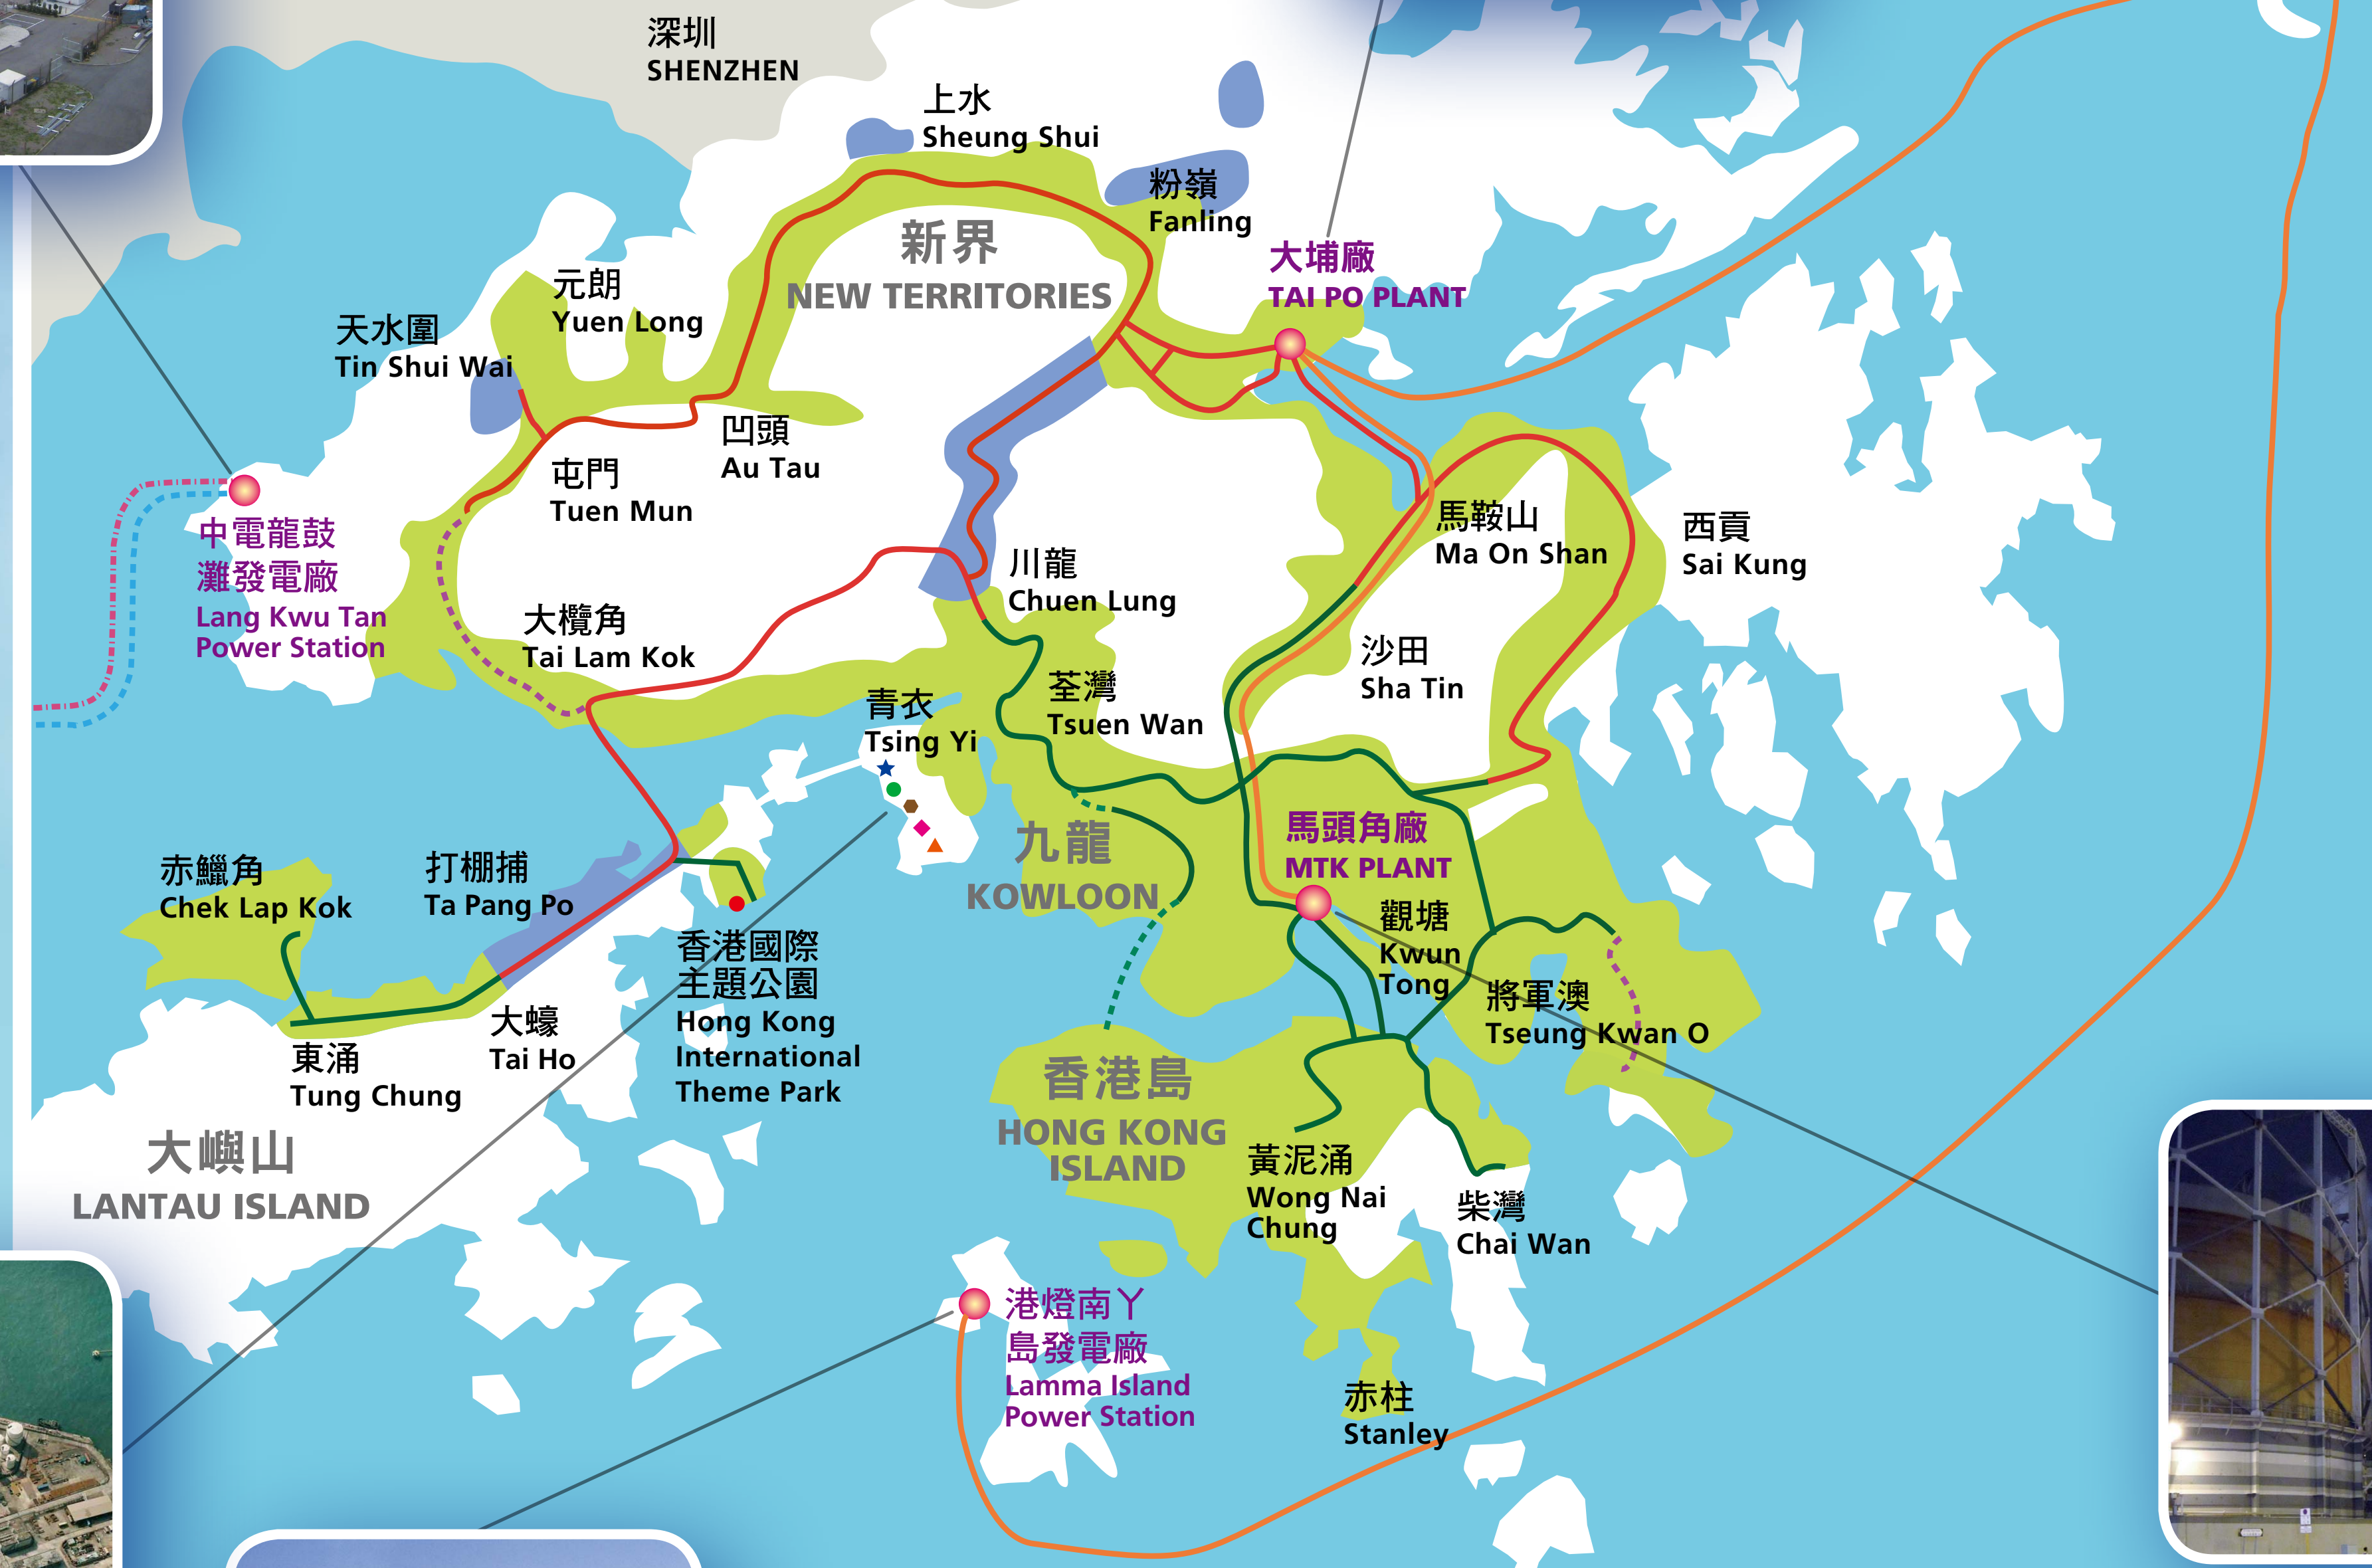 深圳
SHENZHEN
上水
Sheung Shui
粉嶺
Fanling
新界
NEW TERRITORIES
大埔廠
TAI PO PLANT
元朗
Yuen Long
天水圍
Tin Shui Wai
凹頭
Au Tau
屯門
Tuen Mun
中電龍鼓
灘發電廠
Lang Kwu Tan
Power Station
馬鞍山
Ma On Shan
西貢
Sai Kung
川龍
Chuen Lung
大欖角
Tai Lam Kok
沙田
Sha Tin
青衣
Tsing Yi
荃灣
Tsuen Wan
九龍
KOWLOON
馬頭角廠
MTK PLANT
赤鱲角
Chek Lap Kok
打棚捕
Ta Pang Po
觀塘
Kwun
Tong
香港國際
主題公園
Hong Kong
International
Theme Park
將軍澳
Tseung Kwan O
大蠔
Tai Ho
東涌
Tung Chung
香港島
HONG KONG
ISLAND
大嶼山
LANTAU ISLAND
黃泥涌
Wong Nai
Chung
柴灣
Chai Wan
港燈南丫
島發電廠
Lamma Island
Power Station
赤柱
Stanley